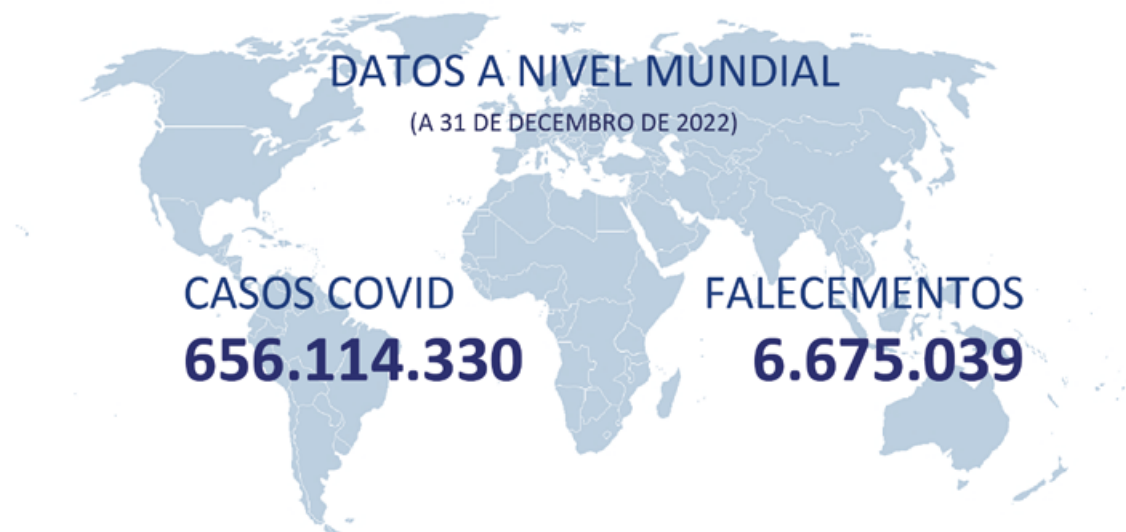 DATOS A NIVEL MUNDIAL
(A 31 DE DECEMBRO DE 2022)
CASOS COVID
656.114.330
FALECEMENTOS
6.675.039